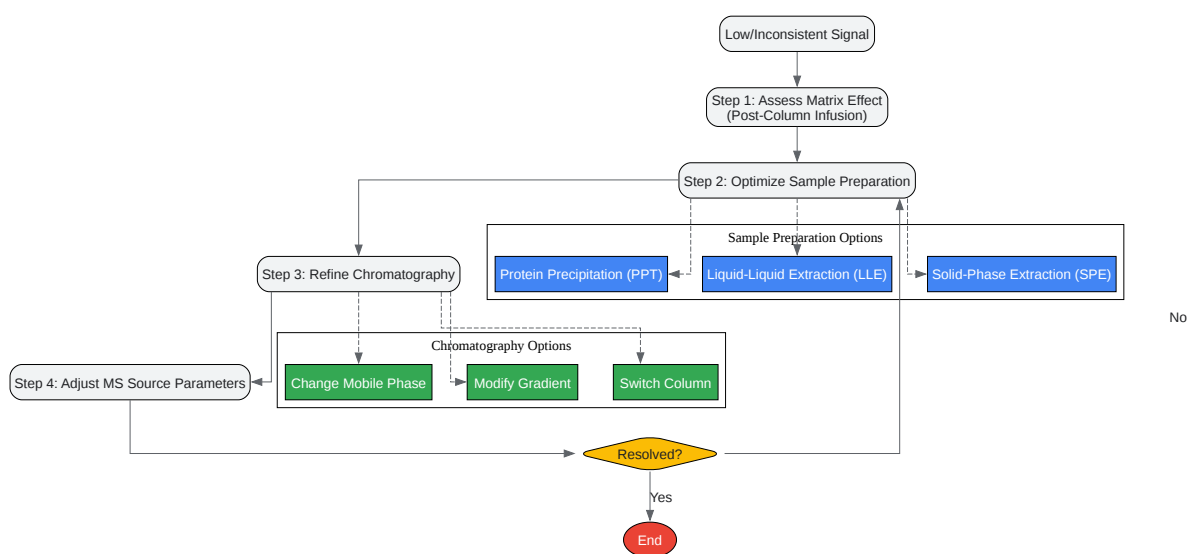 Low/Inconsistent Signal
Step 1: Assess Matrix Effect
(Post-Column Infusion)
Step 2: Optimize Sample Preparation
Sample Preparation Options
Protein Precipitation (PPT)
Liquid-Liquid Extraction (LLE)
Solid-Phase Extraction (SPE)
Step 3: Refine Chromatography
No
Chromatography Options
Change Mobile Phase
Modify Gradient
Switch Column
Step 4: Adjust MS Source Parameters
Resolved?
Yes
End